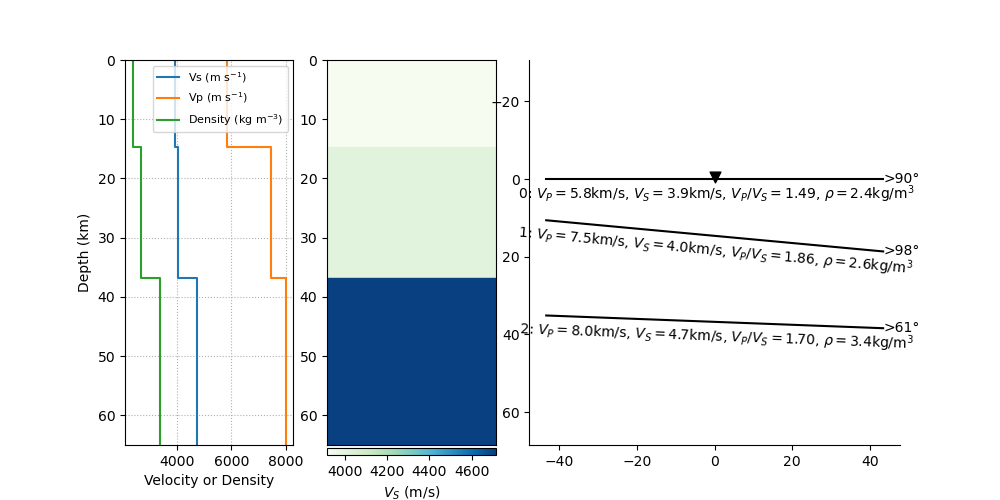 0
10
20
30
40
50
60
Depth (km)
4000 6000 8000
Velocity or Density
Vs (m s⁻¹)
Vp (m s⁻¹)
Density (kg m⁻³)
0
10
20
30
40
50
60
4000 4200 4400 4600
V_S (m/s)
−20
0
20
40
60
−40 −20 0 20 40
>90°
0: V_P = 5.8km/s, V_S = 3.9km/s, V_P/V_S = 1.49, ρ = 2.4kg/m³
>98°
1: V_P = 7.5km/s, V_S = 4.0km/s, V_P/V_S = 1.86, ρ = 2.6kg/m³
>61°
2: V_P = 8.0km/s, V_S = 4.7km/s, V_P/V_S = 1.70, ρ = 3.4kg/m³